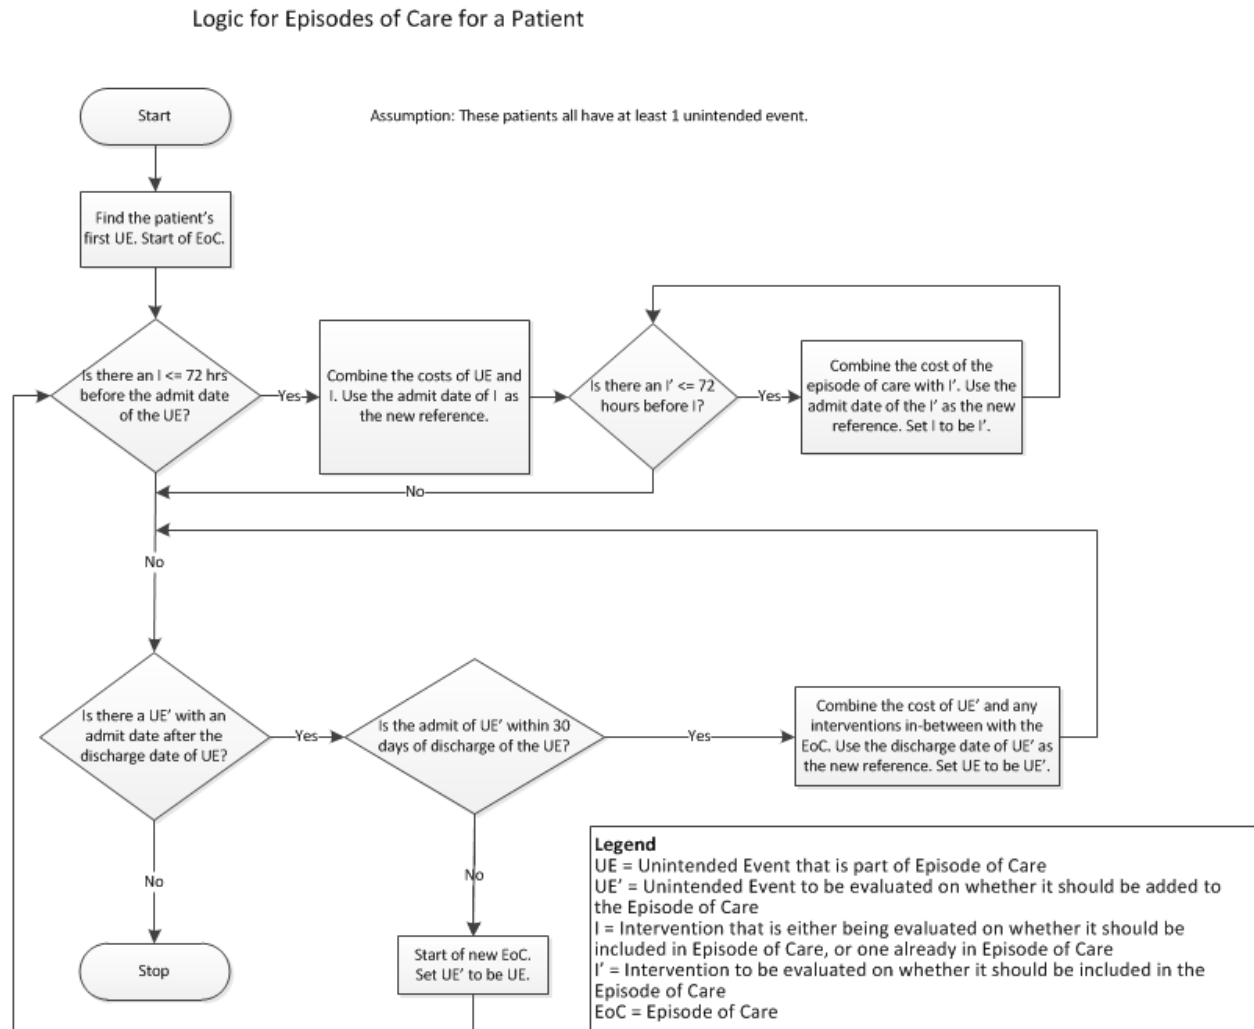 Logic for Episodes of Care for a Patient
Start
Assumption: These patients all have at least 1 unintended event.
Find the patient's
first UE. Start of EoC.
Is there an I <= 72 hrs
before the admit date
of the UE?
Yes
Combine the costs of UE and
I. Use the admit date of I as
the new reference.
Is there an I' <= 72
hours before I?
Yes
Combine the cost of the
episode of care with I'. Use the
admit date of the I' as the new
reference. Set I to be I'.
No
No
Is there a UE' with an
admit date after the
discharge date of UE?
Yes
Is the admit of UE' within 30
days of discharge of the UE?
Yes
Combine the cost of UE' and any
interventions in-between with the
EoC. Use the discharge date of UE' as
the new reference. Set UE to be UE'.
No
No
Stop
Start of new EoC.
Set UE' to be UE.
Legend
UE = Unintended Event that is part of Episode of Care
UE' = Unintended Event to be evaluated on whether it should be added to
the Episode of Care
I = Intervention that is either being evaluated on whether it should be
included in Episode of Care, or one already in Episode of Care
I' = Intervention to be evaluated on whether it should be included in the
Episode of Care
EoC = Episode of Care